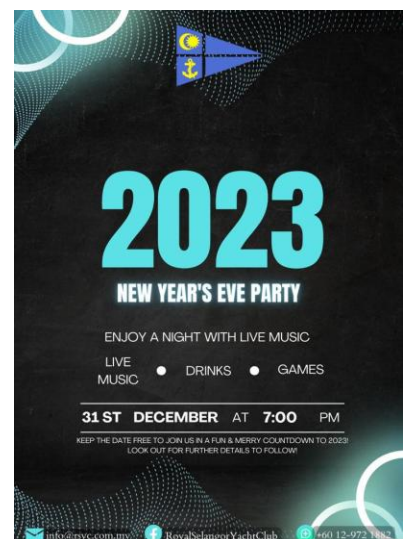 2023
NEW YEAR'S EVE PARTY
ENJOY A NIGHT WITH LIVE MUSIC
LIVE
MUSIC ● DRINKS ● GAMES
31 ST DECEMBER AT 7:00 PM
KEEP THE DATE FREE TO JOIN US IN A FUN & MERRY COUNTDOWN TO 2023!
LOOK OUT FOR FURTHER DETAILS TO FOLLOW!
info@rsyc.com.my RoyalSelangorYachtClub +60 12-972 1882